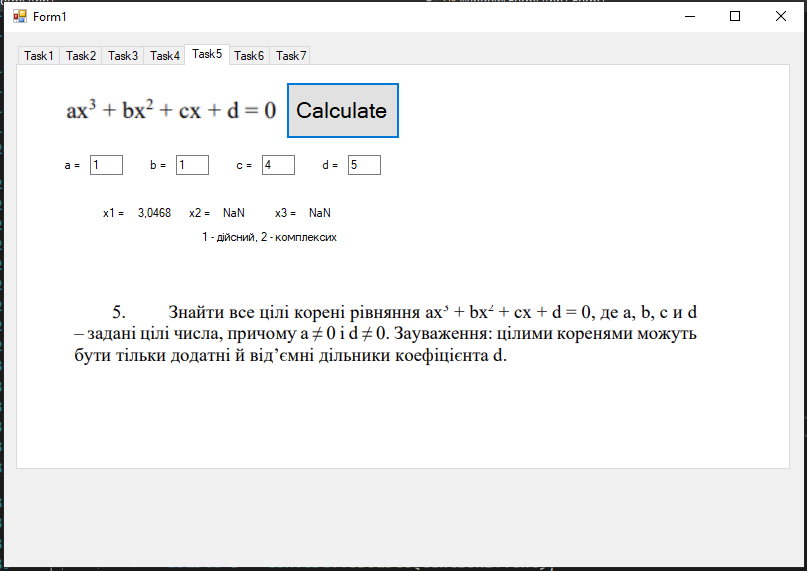 Form1
Task1 Task2 Task3 Task4 Task5 Task6 Task7
ax³ + bx² + cx + d = 0 Calculate
a = 1 b = 1 c = 4 d = 5
x1 = 3,0468 x2 = NaN x3 = NaN
1 - дійсний, 2 - комплексих
5. Знайти все цілі корені рівняння ax³ + bx² + cx + d = 0, де a, b, c и d
– задані цілі числа, причому a ≠ 0 і d ≠ 0. Зауваження: цілими коренями можуть
бути тільки додатні й від’ємні дільники коефіцієнта d.